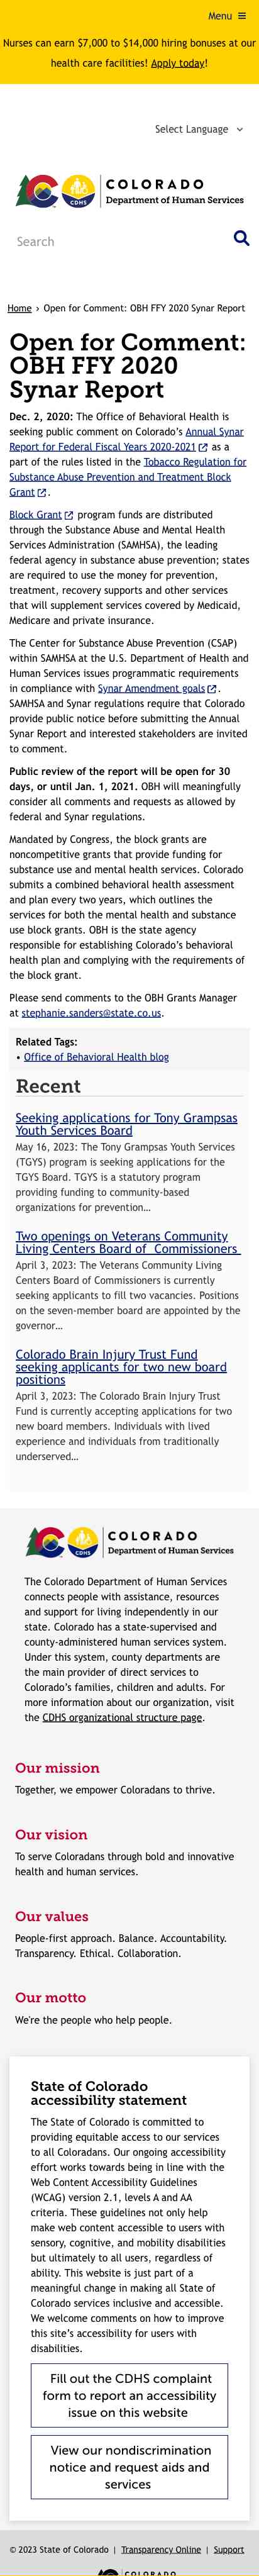 Menu ≡
Nurses can earn $7,000 to $14,000 hiring bonuses at our
health care facilities! Apply today!
Select Language
CDHS
COLORADO
Department of Human Services
Search
Home › Open for Comment: OBH FFY 2020 Synar Report
Open for Comment:
OBH FFY 2020
Synar Report
Dec. 2, 2020: The Office of Behavioral Health is
seeking public comment on Colorado’s Annual Synar
Report for Federal Fiscal Years 2020-2021 as a
part of the rules listed in the Tobacco Regulation for
Substance Abuse Prevention and Treatment Block
Grant.
Block Grant program funds are distributed
through the Substance Abuse and Mental Health
Services Administration (SAMHSA), the leading
federal agency in substance abuse prevention; states
are required to use the money for prevention,
treatment, recovery supports and other services
that will supplement services covered by Medicaid,
Medicare and private insurance.
The Center for Substance Abuse Prevention (CSAP)
within SAMHSA at the U.S. Department of Health and
Human Services issues programmatic requirements
in compliance with Synar Amendment goals.
SAMHSA and Synar regulations require that Colorado
provide public notice before submitting the Annual
Synar Report and interested stakeholders are invited
to comment.
Public review of the report will be open for 30
days, or until Jan. 1, 2021. OBH will meaningfully
consider all comments and requests as allowed by
federal and Synar regulations.
Mandated by Congress, the block grants are
noncompetitive grants that provide funding for
substance use and mental health services. Colorado
submits a combined behavioral health assessment
and plan every two years, which outlines the
services for both the mental health and substance
use block grants. OBH is the state agency
responsible for establishing Colorado’s behavioral
health plan and complying with the requirements of
the block grant.
Please send comments to the OBH Grants Manager
at stephanie.sanders@state.co.us.
Related Tags:
• Office of Behavioral Health blog
Recent
Seeking applications for Tony Grampsas
Youth Services Board
May 16, 2023: The Tony Grampsas Youth Services
(TGYS) program is seeking applications for the
TGYS Board. TGYS is a statutory program
providing funding to community-based
organizations for prevention…
Two openings on Veterans Community
Living Centers Board of  Commissioners
April 3, 2023: The Veterans Community Living
Centers Board of Commissioners is currently
seeking applicants to fill two vacancies. Positions
on the seven-member board are appointed by the
governor…
Colorado Brain Injury Trust Fund
seeking applicants for two new board
positions
April 3, 2023: The Colorado Brain Injury Trust
Fund is currently accepting applications for two
new board members. Individuals with lived
experience and individuals from traditionally
underserved…
CDHS
COLORADO
Department of Human Services
The Colorado Department of Human Services
connects people with assistance, resources
and support for living independently in our
state. Colorado has a state-supervised and
county-administered human services system.
Under this system, county departments are
the main provider of direct services to
Colorado’s families, children and adults. For
more information about our organization, visit
the CDHS organizational structure page.
Our mission
Together, we empower Coloradans to thrive.
Our vision
To serve Coloradans through bold and innovative
health and human services.
Our values
People-first approach. Balance. Accountability.
Transparency. Ethical. Collaboration.
Our motto
We're the people who help people.
State of Colorado
accessibility statement
The State of Colorado is committed to
providing equitable access to our services
to all Coloradans. Our ongoing accessibility
effort works towards being in line with the
Web Content Accessibility Guidelines
(WCAG) version 2.1, levels A and AA
criteria. These guidelines not only help
make web content accessible to users with
sensory, cognitive, and mobility disabilities
but ultimately to all users, regardless of
ability. This website is just part of a
meaningful change in making all State of
Colorado services inclusive and accessible.
We welcome comments on how to improve
this site’s accessibility for users with
disabilities.
Fill out the CDHS complaint
form to report an accessibility
issue on this website
View our nondiscrimination
notice and request aids and
services
© 2023 State of Colorado | Transparency Online | Support
COLORADO